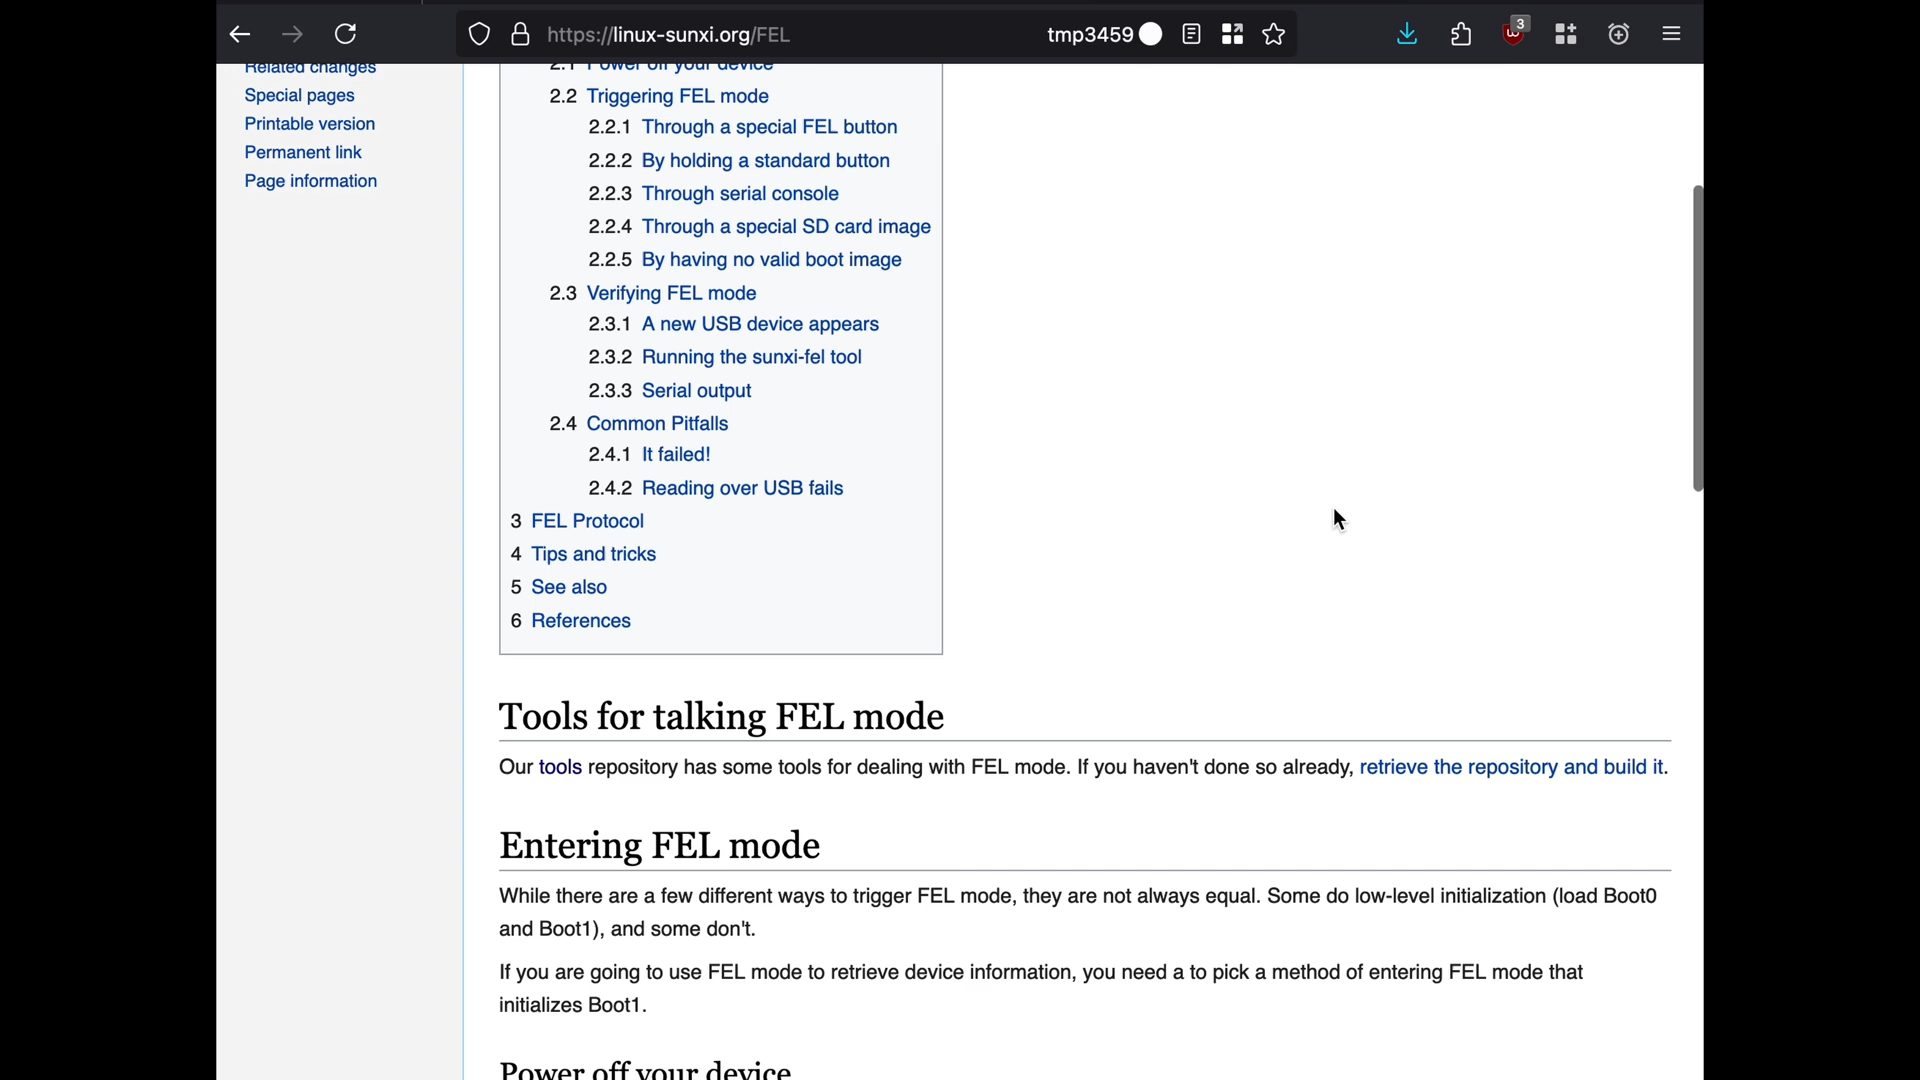 https://linux-sunxi.org/FEL
tmp3459
3
Related changes
Special pages
Printable version
Permanent link
Page information
2.1 Power off your device
2.2 Triggering FEL mode
2.2.1 Through a special FEL button
2.2.2 By holding a standard button
2.2.3 Through serial console
2.2.4 Through a special SD card image
2.2.5 By having no valid boot image
2.3 Verifying FEL mode
2.3.1 A new USB device appears
2.3.2 Running the sunxi-fel tool
2.3.3 Serial output
2.4 Common Pitfalls
2.4.1 It failed!
2.4.2 Reading over USB fails
3 FEL Protocol
4 Tips and tricks
5 See also
6 References
Tools for talking FEL mode
Our tools repository has some tools for dealing with FEL mode. If you haven't done so already, retrieve the repository and build it.
Entering FEL mode
While there are a few different ways to trigger FEL mode, they are not always equal. Some do low-level initialization (load Boot0
and Boot1), and some don't.
If you are going to use FEL mode to retrieve device information, you need a to pick a method of entering FEL mode that
initializes Boot1.
Power off your device